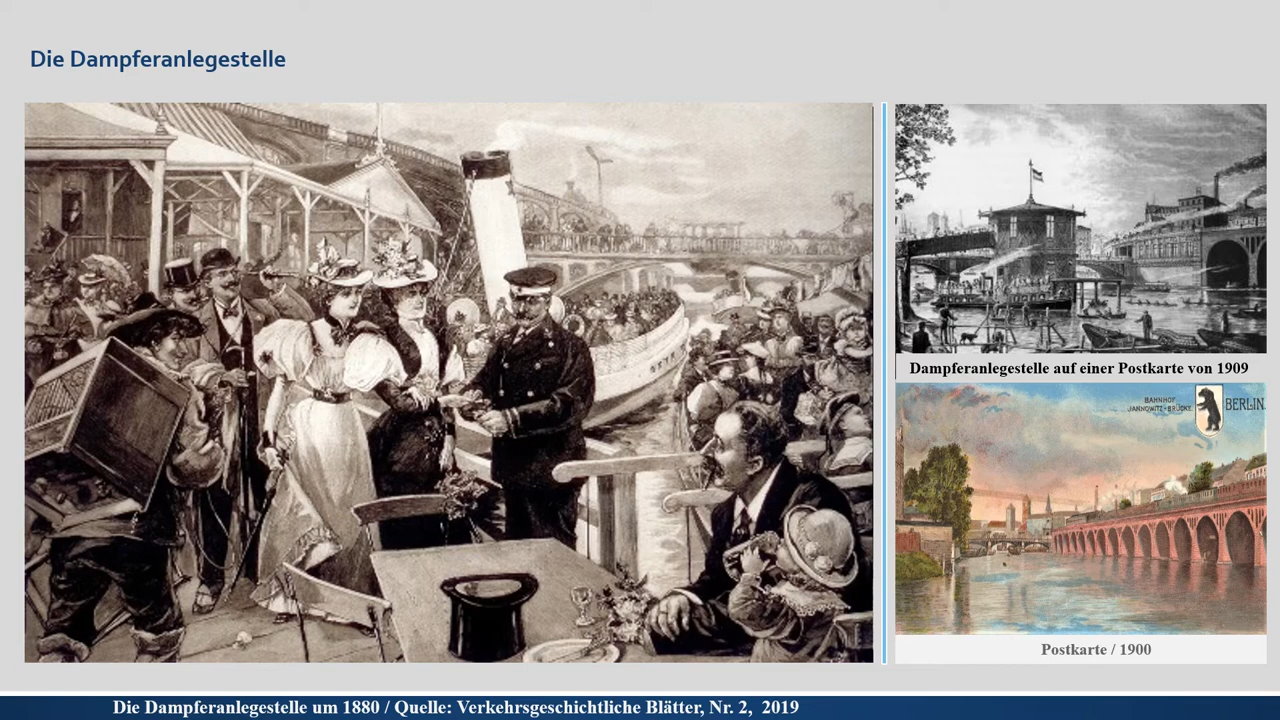 Die Dampferanlegestelle
Dampferanlegestelle auf einer Postkarte von 1909
BAHNHOF
JANNOWITZ-BRÜCKE.
BERLIN.
Postkarte / 1900
Die Dampferanlegestelle um 1880 / Quelle: Verkehrsgeschichtliche Blätter, Nr. 2, 2019